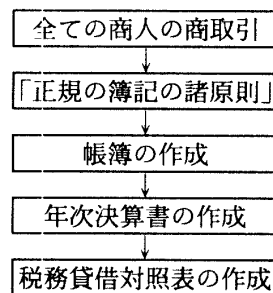 全ての商人の商取引
「正規の簿記の諸原則」
帳簿の作成
年次決算書の作成
税務貸借対照表の作成